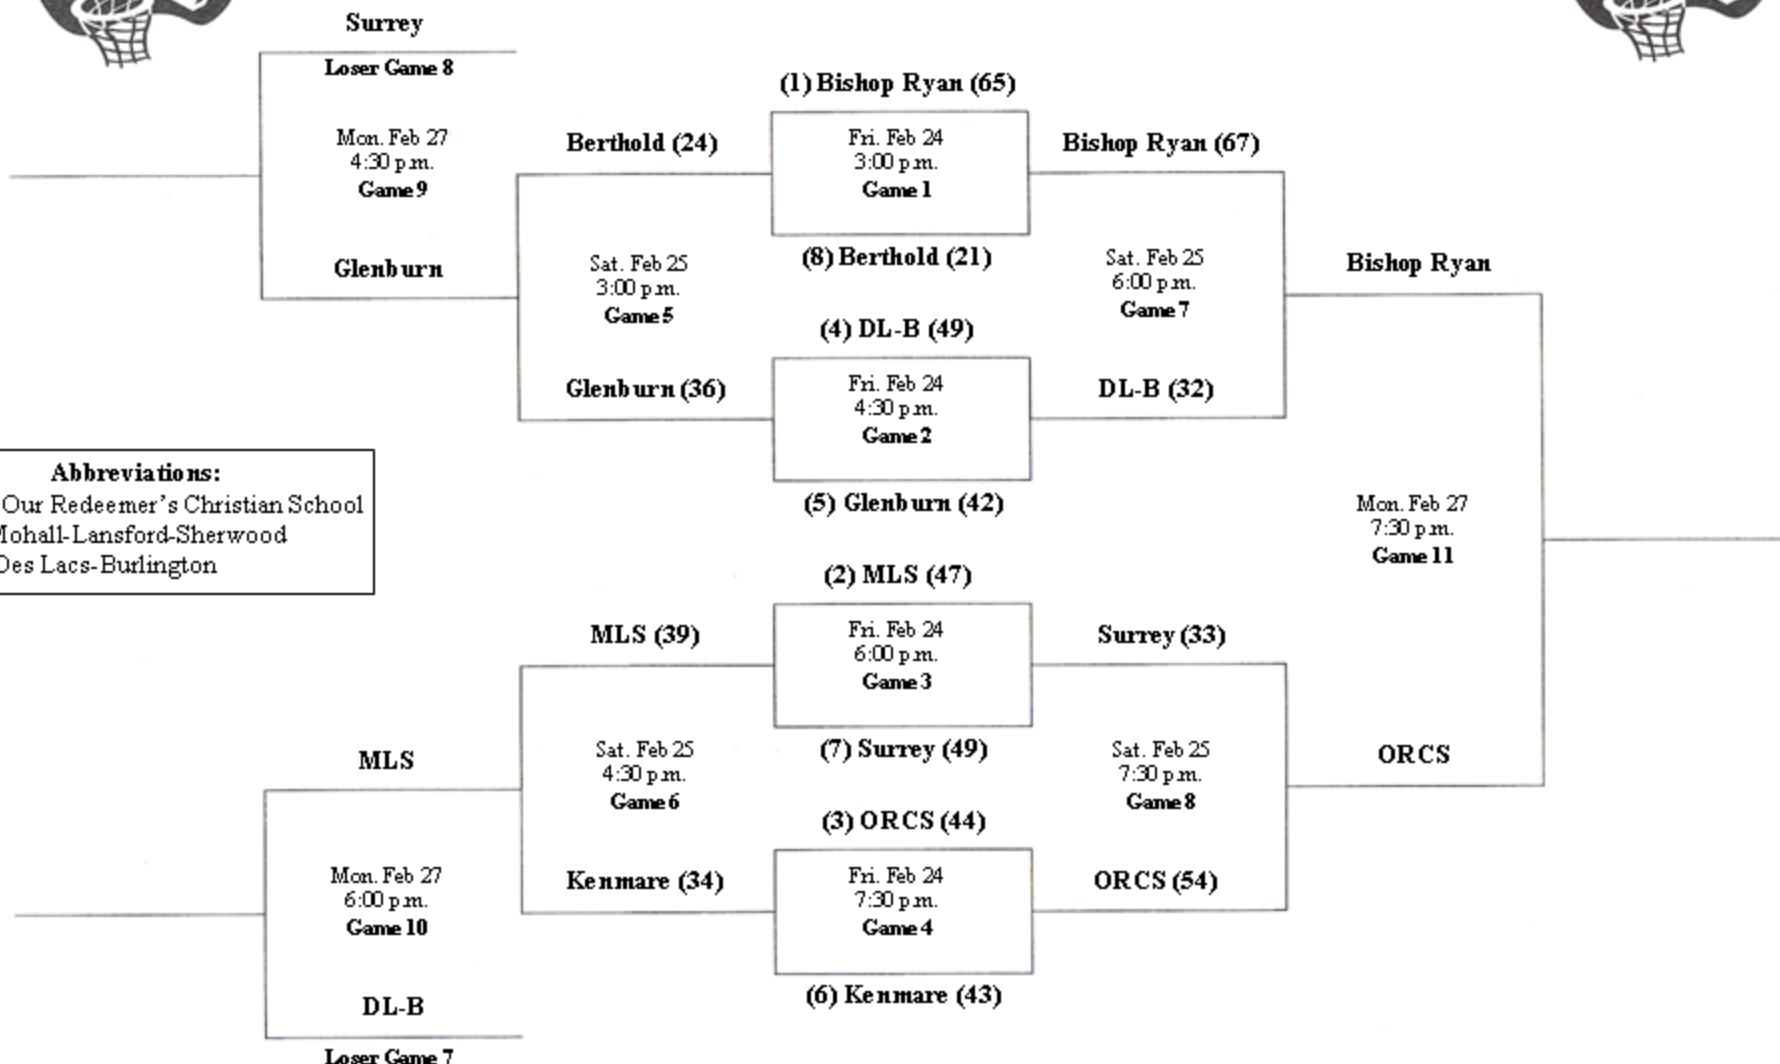 Surrey
Loser Game 8
Mon. Feb 27
4:30 p.m.
Game 9
Glenburn
Berthold (24)
Sat. Feb 25
3:00 p.m.
Game 5
Glenburn (36)
(1) Bishop Ryan (65)
Fri. Feb 24
3:00 p.m.
Game 1
(8) Berthold (21)
(4) DL-B (49)
Fri. Feb 24
4:30 p.m.
Game 2
(5) Glenburn (42)
Bishop Ryan (67)
Sat. Feb 25
6:00 p.m.
Game 7
DL-B (32)
Bishop Ryan
Mon. Feb 27
7:30 p.m.
Game 11
ORCS
Abbreviations:
Our Redeemer's Christian School
Mohall-Lansford-Sherwood
Des Lacs-Burlington
MLS
Mon. Feb 27
6:00 p.m.
Game 10
DL-B
Loser Game 7
MLS (39)
Sat. Feb 25
4:30 p.m.
Game 6
Kenmare (34)
(2) MLS (47)
Fri. Feb 24
6:00 p.m.
Game 3
(7) Surrey (49)
(3) ORCS (44)
Fri. Feb 24
7:30 p.m.
Game 4
(6) Kenmare (43)
Surrey (33)
Sat. Feb 25
7:30 p.m.
Game 8
ORCS (54)